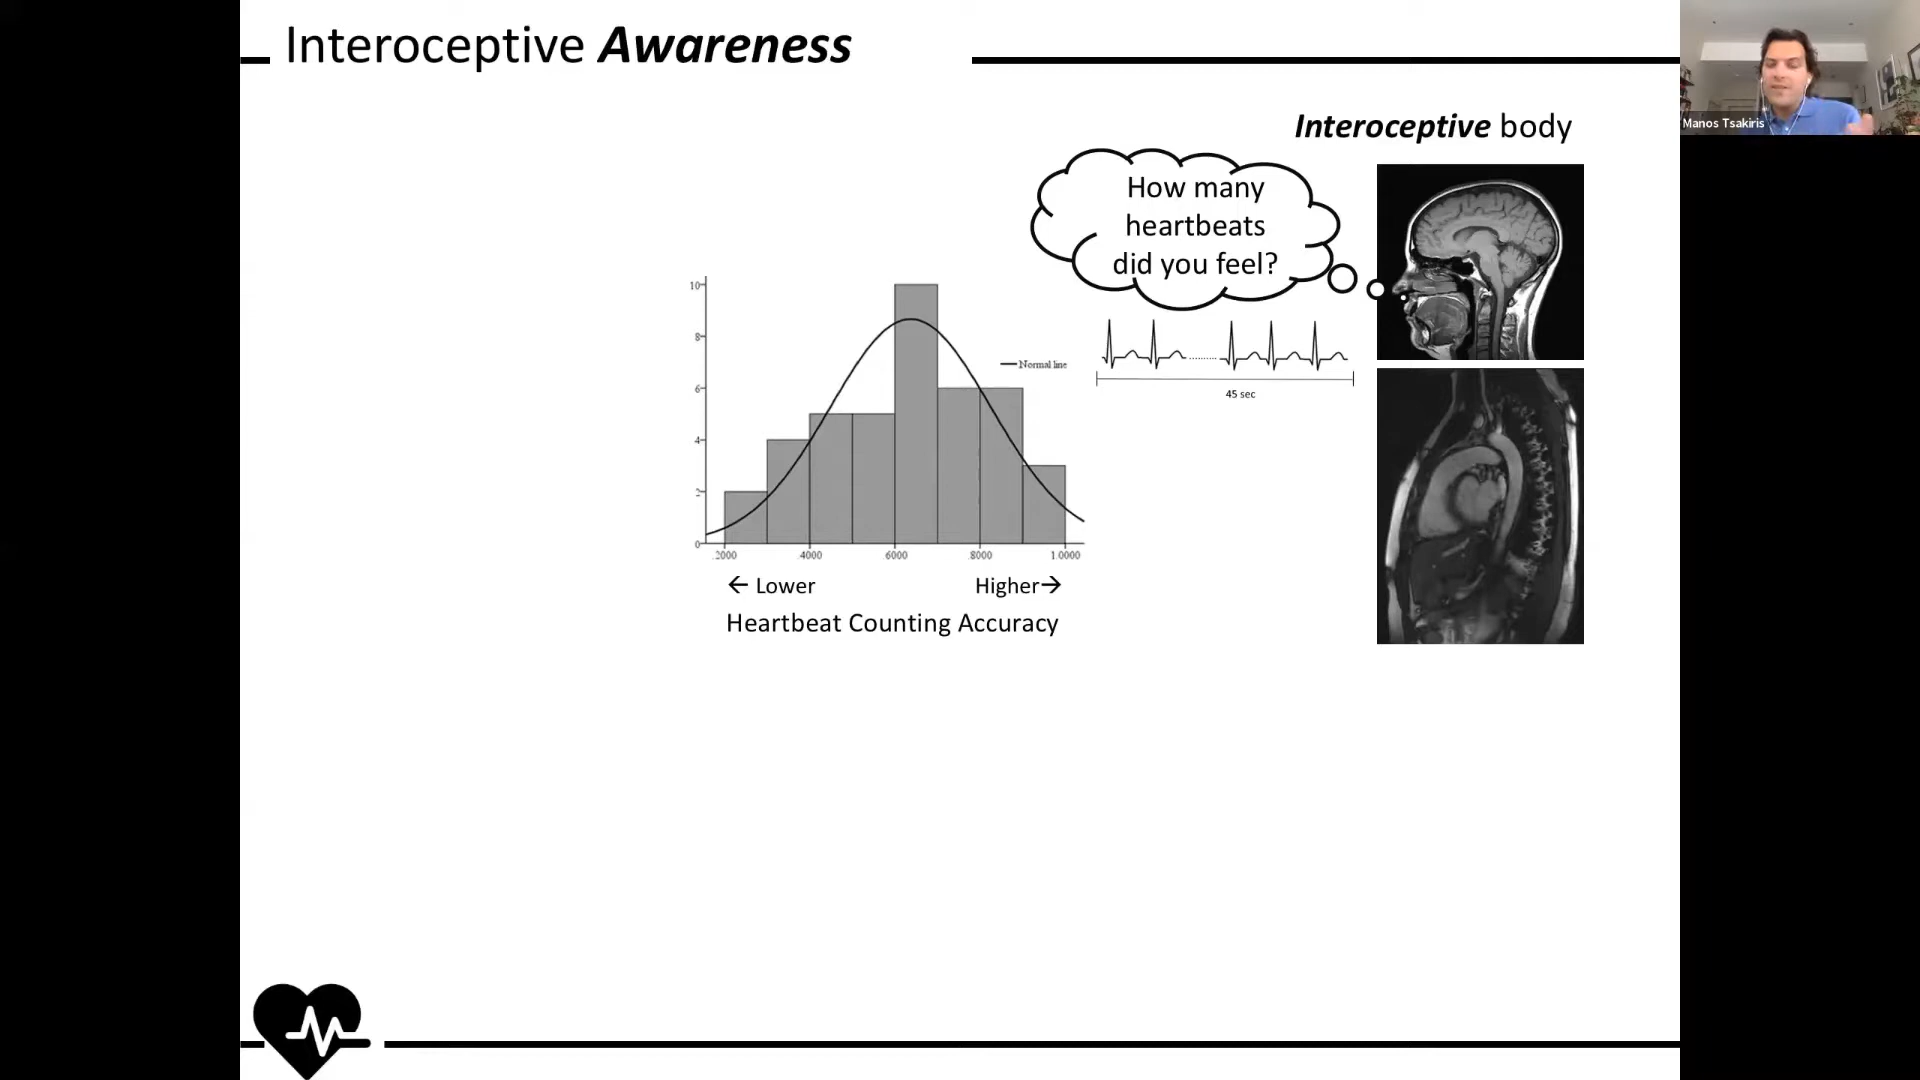 Interoceptive Awareness
Manos Tsakiris
Interoceptive body
How many
heartbeats
did you feel?
10
8
6
4
2
0
Normal line
45 sec
.2000
.4000
.6000
.8000
1.0000
← Lower
Higher→
Heartbeat Counting Accuracy